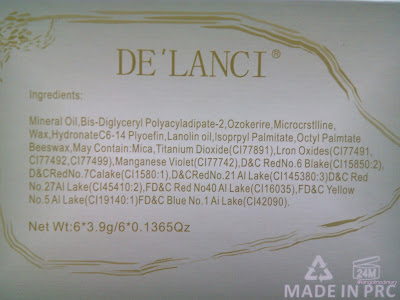 DE'LANCI®
Ingredients:
Mineral Oil,Bis-Diglyceryl Polyacyladipate-2,Ozokerire,Microcrstlline,
Wax,HydronateC6-14 Plyoefin,Lanolin oil,Isoprpyl Palmitate,Octyl Palmtate
Beeswax,May Contain:Mica,Titanium Dioxide(CI77891),Lron Oxides(CI77491,
CI77492,CI77499),Manganese Violet(CI77742),D&C RedNo.6 Blake(CI15850:2),
D&CRedNo.7Calake(CI1580:1),D&CRedNo.21 Al Lake(CI145380:3)D&C Red
No.27Al Lake(CI45410:2),FD&C Red No40 Al Lake(CI16035),FD&C Yellow
No.5 Al Lake(CI19140:1)FD&C Blue No.1 Ai Lake(CI42090).
Net Wt:6*3.9g/6*0.1365Qz
24M
MADE IN PRC